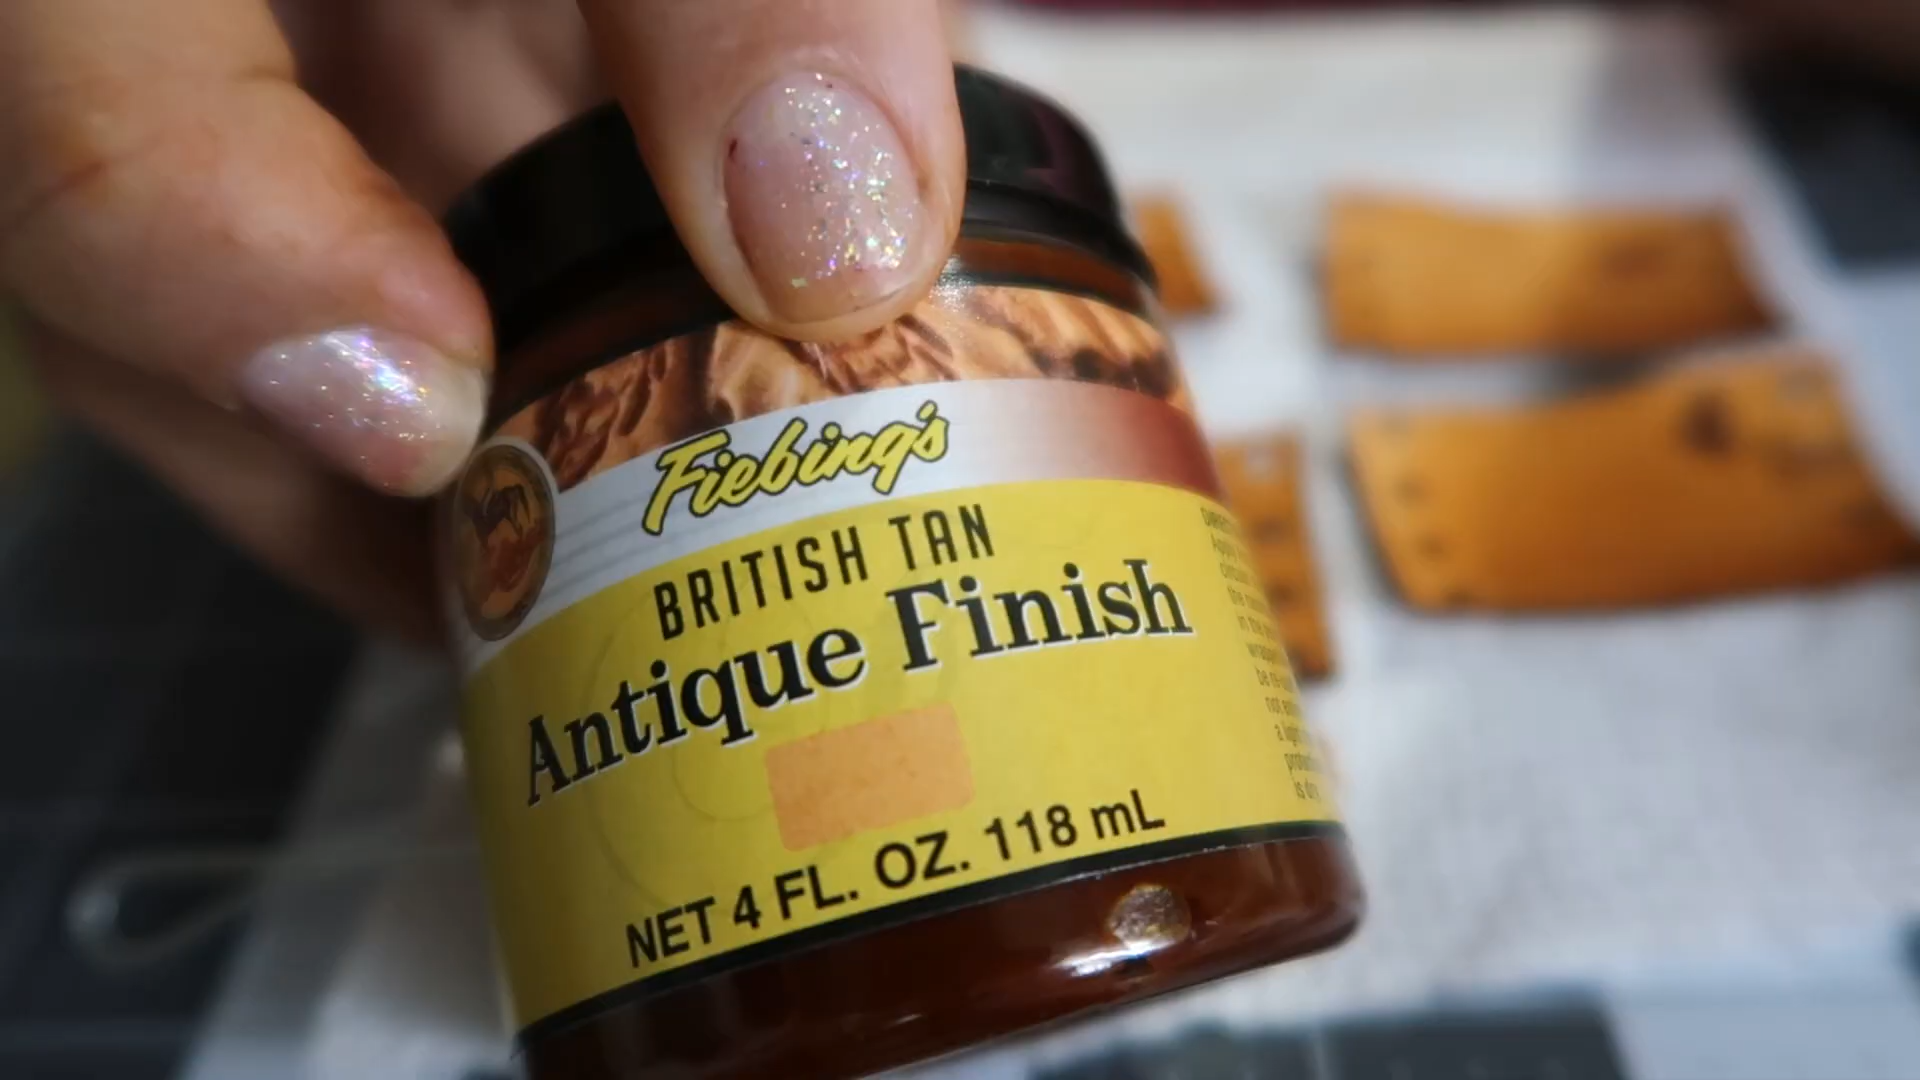 Fiebing's
BRITISH TAN
Antique Finish
NET 4 FL. OZ. 118 mL